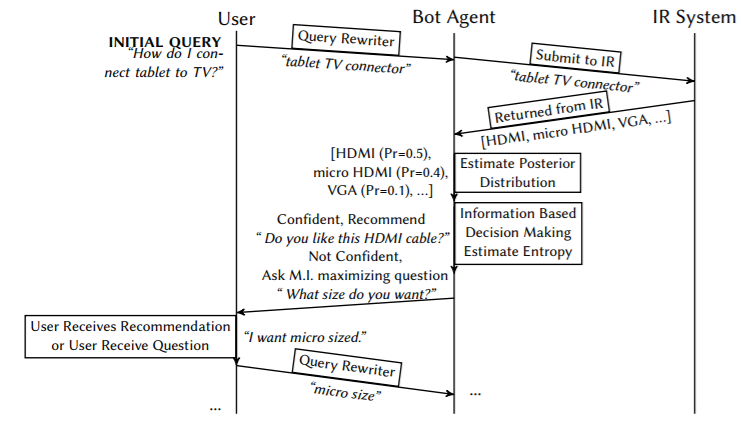 User
Bot Agent
IR System
INITIAL QUERY
“How do I con-
nect tablet to TV?”
Query Rewriter
“tablet TV connector”
Submit to IR
“tablet TV connector”
Returned from IR
[HDMI, micro HDMI, VGA, ...]
[HDMI (Pr=0.5),
micro HDMI (Pr=0.4),
VGA (Pr=0.1), ...]
Estimate Posterior
Distribution
Confident, Recommend
“ Do you like this HDMI cable?”
Not Confident,
Ask M.I. maximizing question
“ What size do you want?”
Information Based
Decision Making
Estimate Entropy
User Receives Recommendation
or User Receive Question
“I want micro sized.”
Query Rewriter
“micro size”
...
...